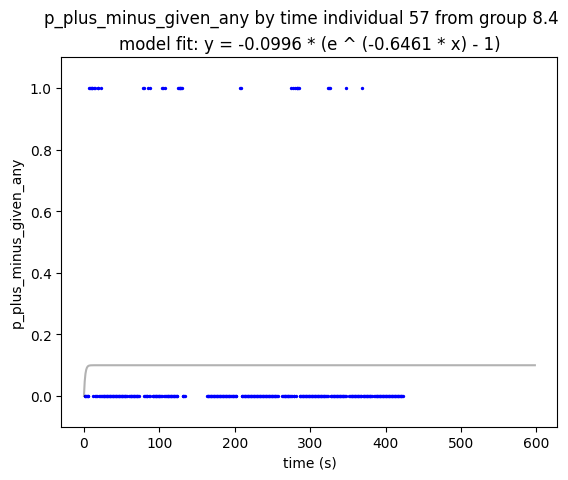 p_plus_minus_given_any by time individual 57 from group 8.4
model fit: y = -0.0996 * (e ^ (-0.6461 * x) - 1)
1.0
0.8
0.6
0.4
0.2
0.0
p_plus_minus_given_any
0 100 200 300 400 500 600
time (s)